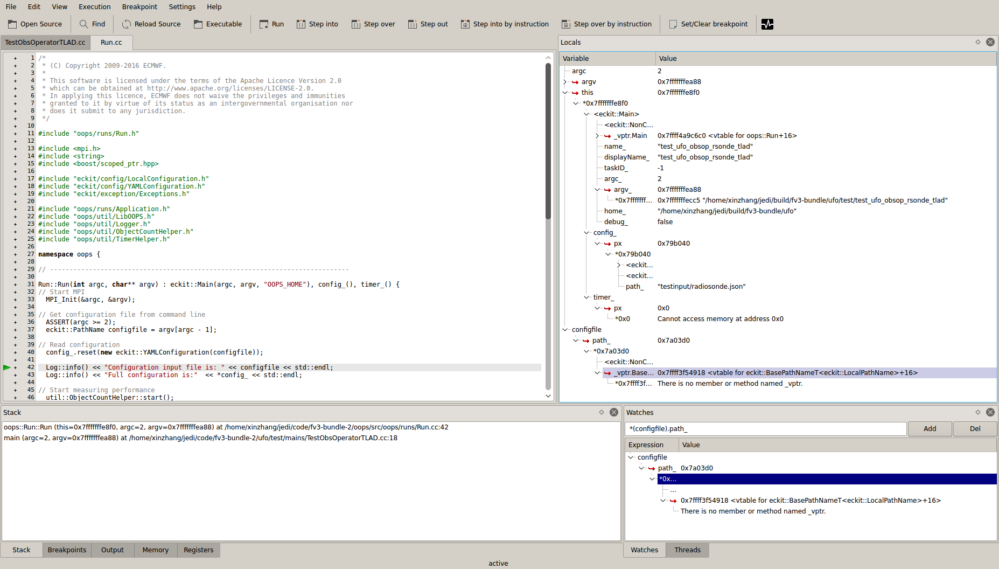 File Edit View Execution Breakpoint Settings Help
Open Source Find Reload Source Executable Run Step into Step over Step out Step into by instruction Step over by instruction Set/Clear breakpoint
TestObsOperatorTLAD.cc Run.cc
+ 1 /*
+ 2  * (C) Copyright 2009-2016 ECMWF.
+ 3  *
+ 4  * This software is licensed under the terms of the Apache Licence Version 2.0
+ 5  * which can be obtained at http://www.apache.org/licenses/LICENSE-2.0.
+ 6  * In applying this licence, ECMWF does not waive the privileges and immunities
+ 7  * granted to it by virtue of its status as an intergovernmental organisation nor
+ 8  * does it submit to any jurisdiction.
+ 9  */
+ 10
+ 11 #include "oops/runs/Run.h"
+ 12
+ 13 #include <mpi.h>
+ 14 #include <string>
+ 15 #include <boost/scoped_ptr.hpp>
+ 16
+ 17 #include "eckit/config/LocalConfiguration.h"
+ 18 #include "eckit/config/YAMLConfiguration.h"
+ 19 #include "eckit/exception/Exceptions.h"
+ 20
+ 21 #include "oops/runs/Application.h"
+ 22 #include "oops/util/LibOOPS.h"
+ 23 #include "oops/util/Logger.h"
+ 24 #include "oops/util/ObjectCountHelper.h"
+ 25 #include "oops/util/TimerHelper.h"
+ 26
+ 27 namespace oops {
+ 28
+ 29 // -----------------------------------------------------------------------------
+ 30
+ 31 Run::Run(int argc, char** argv) : eckit::Main(argc, argv, "OOPS_HOME"), config_(), timer_() {
+ 32 // Start MPI
+ 33   MPI_Init(&argc, &argv);
+ 34
+ 35 // Get configuration file from command line
+ 36   ASSERT(argc >= 2);
+ 37   eckit::PathName configfile = argv[argc - 1];
+ 38
+ 39 // Read configuration
+ 40   config_.reset(new eckit::YAMLConfiguration(configfile));
+ 41
+ 42   Log::info() << "Configuration input file is: " << configfile << std::endl;
+ 43   Log::info() << "Full configuration is:"  << *config_ << std::endl;
+ 44
+ 45 // Start measuring performance
+ 46   util::ObjectCountHelper::start();
Locals
Variable Value
argc 2
argv 0x7fffffffea88
this 0x7fffffffe8f0
*0x7fffffffe8f0
<eckit::Main>
<eckit::NonC...
_vptr.Main 0x7ffff4a9c6c0 <vtable for oops::Run+16>
name_ "test_ufo_obsop_rsonde_tlad"
displayName_ "test_ufo_obsop_rsonde_tlad"
taskID_ -1
argc_ 2
argv_ 0x7fffffffea88
*0x7fffffff... 0x7fffffffecc5 "/home/xinzhang/jedi/build/fv3-bundle/ufo/test/test_ufo_obsop_rsonde_tlad"
home_ "/home/xinzhang/jedi/build/fv3-bundle/ufo"
debug_ false
config_
px 0x79b040
*0x79b040
<eckit...
<eckit...
path_ "testinput/radiosonde.json"
timer_
px 0x0
*0x0 Cannot access memory at address 0x0
configfile
path_ 0x7a03d0
*0x7a03d0
<eckit::NonC...
_vptr.Base... 0x7ffff3f54918 <vtable for eckit::BasePathNameT<eckit::LocalPathName>+16>
*0x7ffff3f... There is no member or method named _vptr.
Stack
oops::Run::Run (this=0x7fffffffe8f0, argc=2, argv=0x7fffffffea88) at /home/xinzhang/jedi/code/fv3-bundle-2/oops/src/oops/runs/Run.cc:42
main (argc=2, argv=0x7fffffffea88) at /home/xinzhang/jedi/code/fv3-bundle-2/ufo/test/mains/TestObsOperatorTLAD.cc:18
Stack Breakpoints Output Memory Registers
Watches
*(configfile).path_ Add Del
Expression Value
configfile
path_ 0x7a03d0
*0x...
...
0x7ffff3f54918 <vtable for eckit::BasePathNameT<eckit::LocalPathName>+16>
There is no member or method named _vptr.
Watches Threads
active